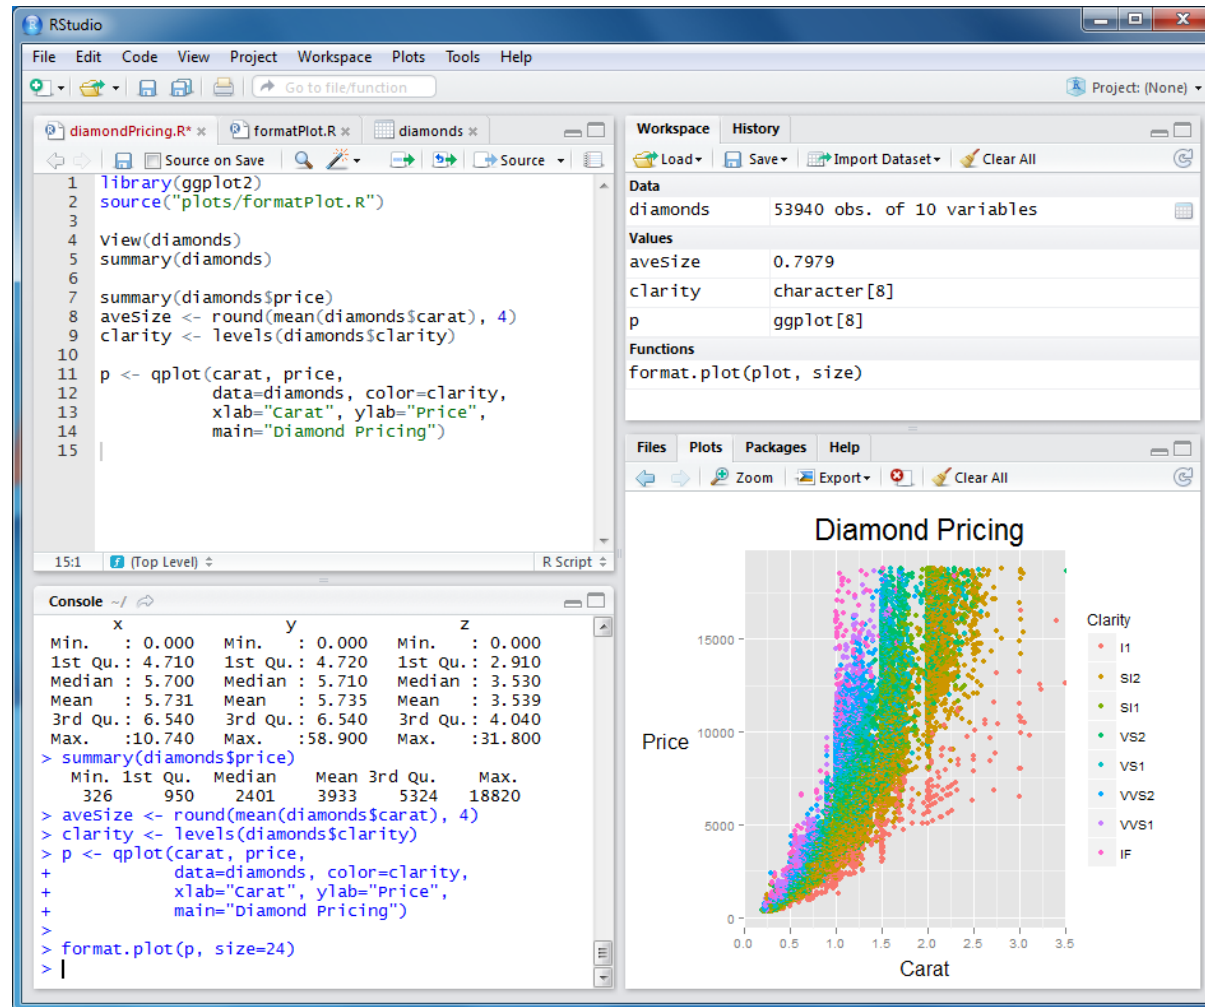 RStudio
File Edit Code View Project Workspace Plots Tools Help
Go to file/function
Project: (None)
diamondPricing.R* formatPlot.R diamonds
Source on Save Source
1 library(ggplot2)
2 source("plots/formatPlot.R")
3
4 View(diamonds)
5 summary(diamonds)
6
7 summary(diamonds$price)
8 aveSize <- round(mean(diamonds$carat), 4)
9 clarity <- levels(diamonds$clarity)
10
11 p <- qplot(carat, price,
12 data=diamonds, color=clarity,
13 xlab="Carat", ylab="Price",
14 main="Diamond Pricing")
15
15:1 (Top Level) R Script
Console ~/
x y z
Min. : 0.000 Min. : 0.000 Min. : 0.000
1st Qu.: 4.710 1st Qu.: 4.720 1st Qu.: 2.910
Median : 5.700 Median : 5.710 Median : 3.530
Mean : 5.731 Mean : 5.735 Mean : 3.539
3rd Qu.: 6.540 3rd Qu.: 6.540 3rd Qu.: 4.040
Max. :10.740 Max. :58.900 Max. :31.800
> summary(diamonds$price)
Min. 1st Qu. Median Mean 3rd Qu. Max.
326 950 2401 3933 5324 18820
> aveSize <- round(mean(diamonds$carat), 4)
> clarity <- levels(diamonds$clarity)
> p <- qplot(carat, price,
+ data=diamonds, color=clarity,
+ xlab="Carat", ylab="Price",
+ main="Diamond Pricing")
>
> format.plot(p, size=24)
>
Workspace History
Load Save Import Dataset Clear All
Data
diamonds 53940 obs. of 10 variables
Values
aveSize 0.7979
clarity character[8]
p ggplot[8]
Functions
format.plot(plot, size)
Files Plots Packages Help
Zoom Export Clear All
Diamond Pricing
Price
15000
10000
5000
0
0.0 0.5 1.0 1.5 2.0 2.5 3.0 3.5
Carat
Clarity
I1
SI2
SI1
VS2
VS1
VVS2
VVS1
IF